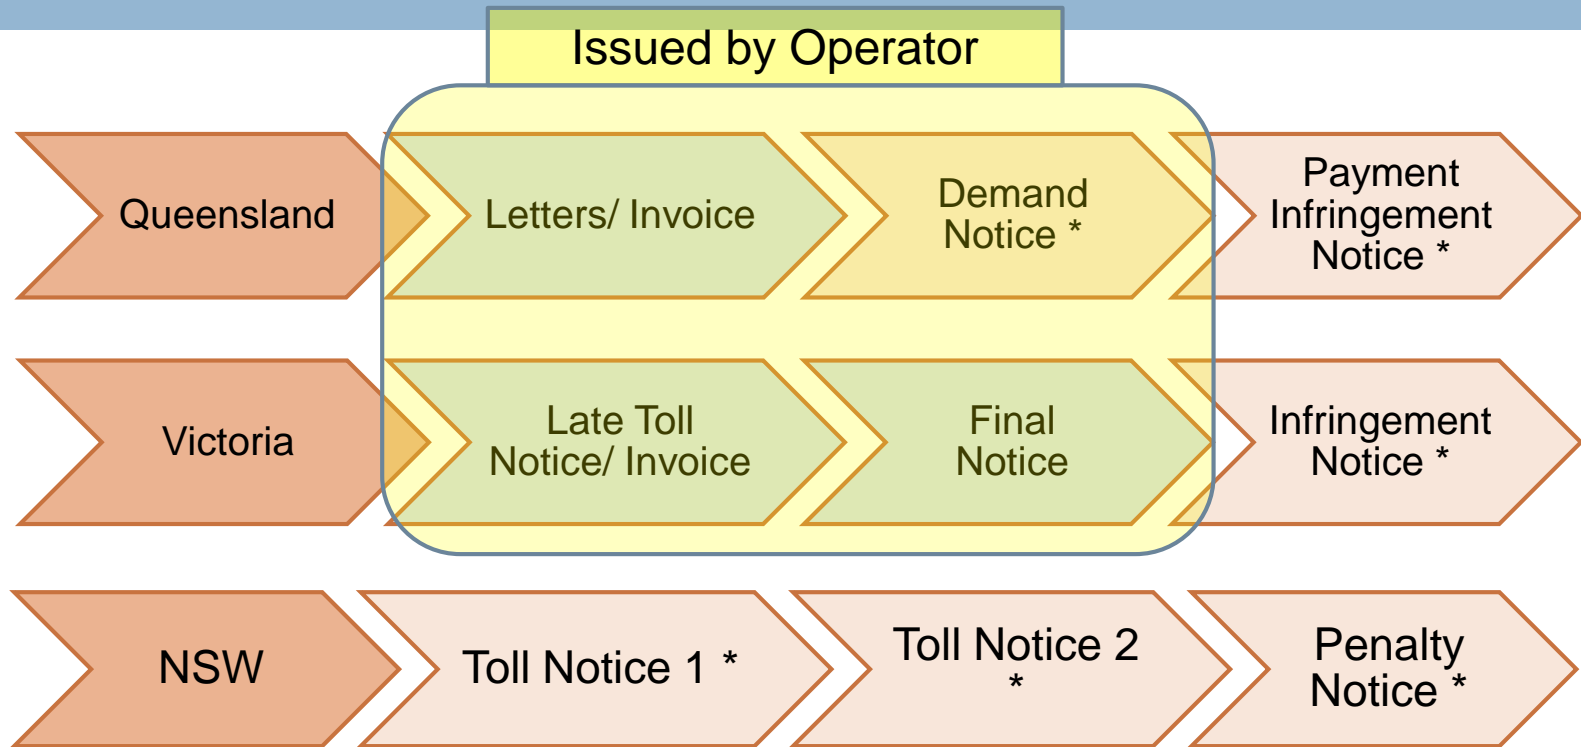 Issued by Operator
Queensland
Letters/ Invoice
Demand
Notice *
Payment
Infringement
Notice *
Victoria
Late Toll
Notice/ Invoice
Final
Notice
Infringement
Notice *
NSW
Toll Notice 1 *
Toll Notice 2
*
Penalty
Notice *